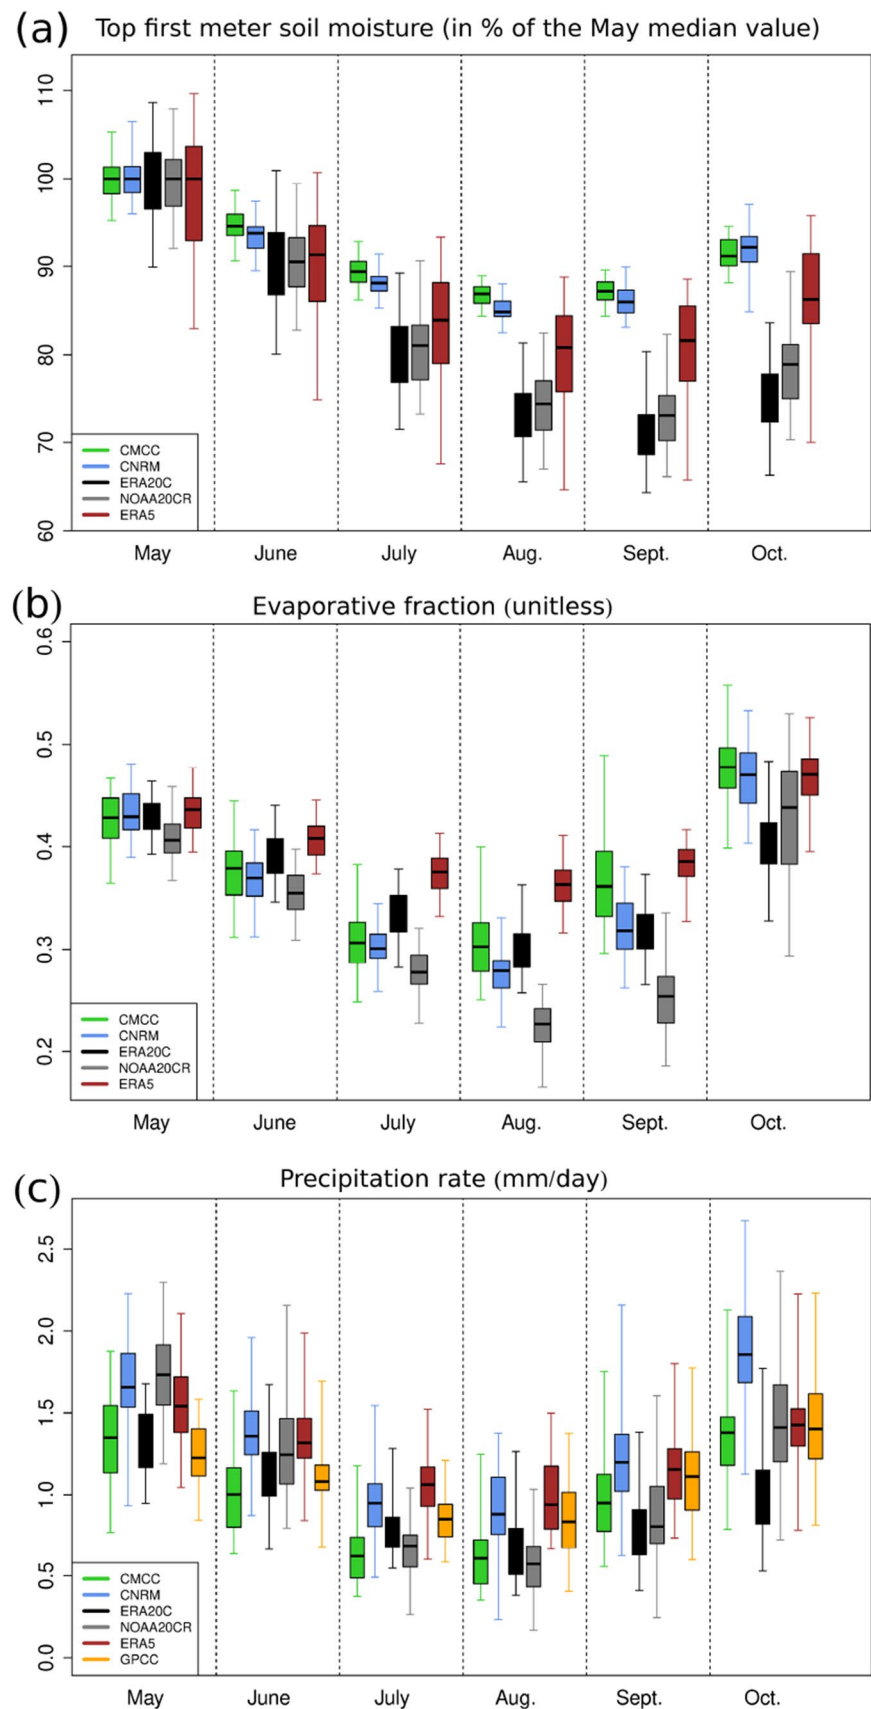 (a) Top first meter soil moisture (in % of the May median value)
110
100
90
80
70
60
CMCC
CNRM
ERA20C
NOAA20CR
ERA5
May June July Aug. Sept. Oct.
(b) Evaporative fraction (unitless)
0.6
0.5
0.4
0.3
0.2
CMCC
CNRM
ERA20C
NOAA20CR
ERA5
May June July Aug. Sept. Oct.
(c) Precipitation rate (mm/day)
2.5
2.0
1.5
1.0
0.5
0.0
CMCC
CNRM
ERA20C
NOAA20CR
ERA5
GPCC
May June July Aug. Sept. Oct.